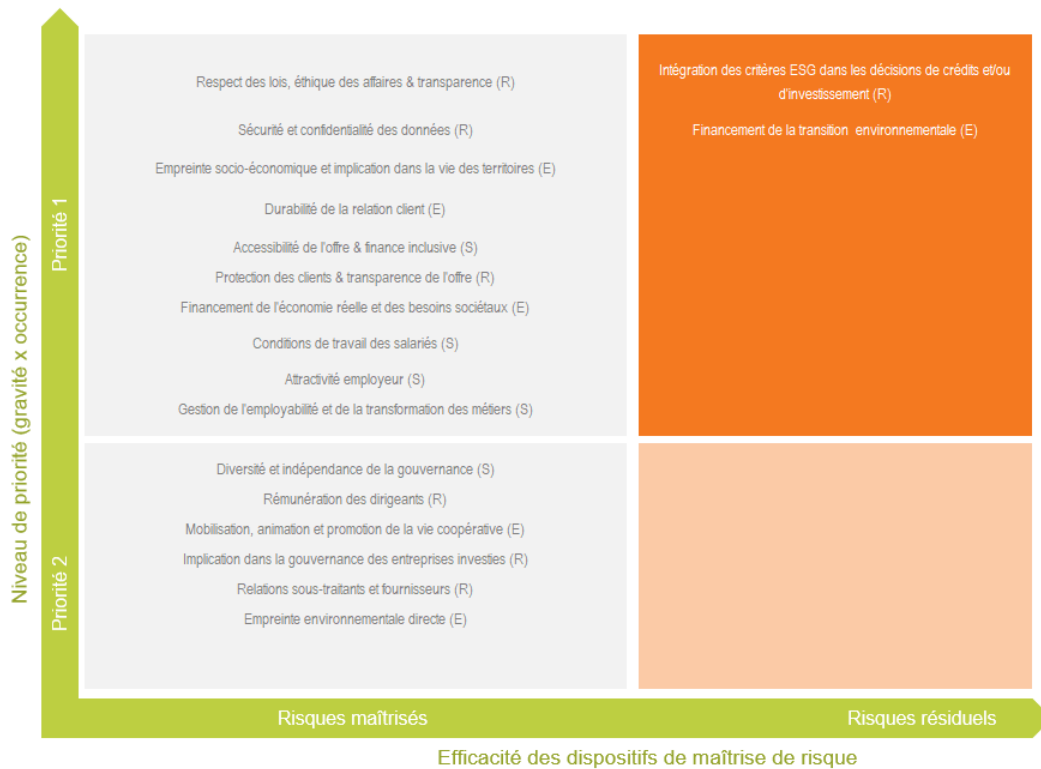 Niveau de priorité (gravité x occurrence)
Priorité 1
Respect des lois, éthique des affaires & transparence (R)
Sécurité et confidentialité des données (R)
Empreinte socio-économique et implication dans la vie des territoires (E)
Durabilité de la relation client (E)
Accessibilité de l'offre & finance inclusive (S)
Protection des clients & transparence de l'offre (R)
Financement de l'économie réelle et des besoins sociétaux (E)
Conditions de travail des salariés (S)
Attractivité employeur (S)
Gestion de l'employabilité et de la transformation des métiers (S)
Intégration des critères ESG dans les décisions de crédits et/ou
d'investissement (R)
Financement de la transition environnementale (E)
Priorité 2
Diversité et indépendance de la gouvernance (S)
Rémunération des dirigeants (R)
Mobilisation, animation et promotion de la vie coopérative (E)
Implication dans la gouvernance des entreprises investies (R)
Relations sous-traitants et fournisseurs (R)
Empreinte environnementale directe (E)
Risques maîtrisés
Risques résiduels
Efficacité des dispositifs de maîtrise de risque